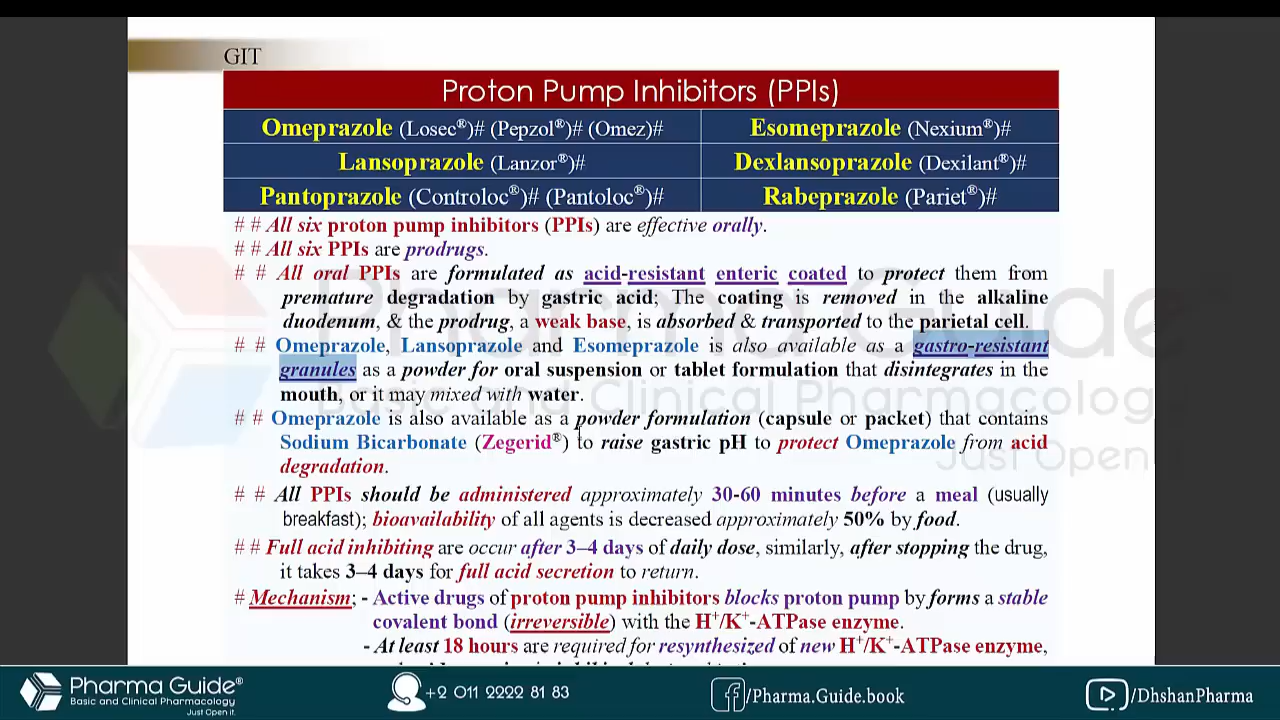 GIT
Proton Pump Inhibitors (PPIs)
Omeprazole (Losec®)# (Pepzol®)# (Omez)#
Esomeprazole (Nexium®)#
Lansoprazole (Lanzor®)#
Dexlansoprazole (Dexilant®)#
Pantoprazole (Controloc®)# (Pantoloc®)#
Rabeprazole (Pariet®)#
# # All six proton pump inhibitors (PPIs) are effective orally.
# # All six PPIs are prodrugs.
# # All oral PPIs are formulated as acid-resistant enteric coated to protect them from
premature degradation by gastric acid; The coating is removed in the alkaline
duodenum, & the prodrug, a weak base, is absorbed & transported to the parietal cell.
# # Omeprazole, Lansoprazole and Esomeprazole is also available as a gastro-resistant
granules as a powder for oral suspension or tablet formulation that disintegrates in the
mouth, or it may mixed with water.
# # Omeprazole is also available as a powder formulation (capsule or packet) that contains
Sodium Bicarbonate (Zegerid®) to raise gastric pH to protect Omeprazole from acid
degradation.
# # All PPIs should be administered approximately 30-60 minutes before a meal (usually
breakfast); bioavailability of all agents is decreased approximately 50% by food.
# # Full acid inhibiting are occur after 3–4 days of daily dose, similarly, after stopping the drug,
it takes 3–4 days for full acid secretion to return.
# Mechanism; - Active drugs of proton pump inhibitors blocks proton pump by forms a stable
covalent bond (irreversible) with the H⁺/K⁺-ATPase enzyme.
- At least 18 hours are required for resynthesized of new H⁺/K⁺-ATPase enzyme,
Pharma Guide
Basic and Clinical Pharmacology
Just Open i
Pharma Guide®
Basic and Clinical Pharmacology
Just Open it.
+2 011 2222 81 83
/Pharma.Guide.book
/DhshanPharma